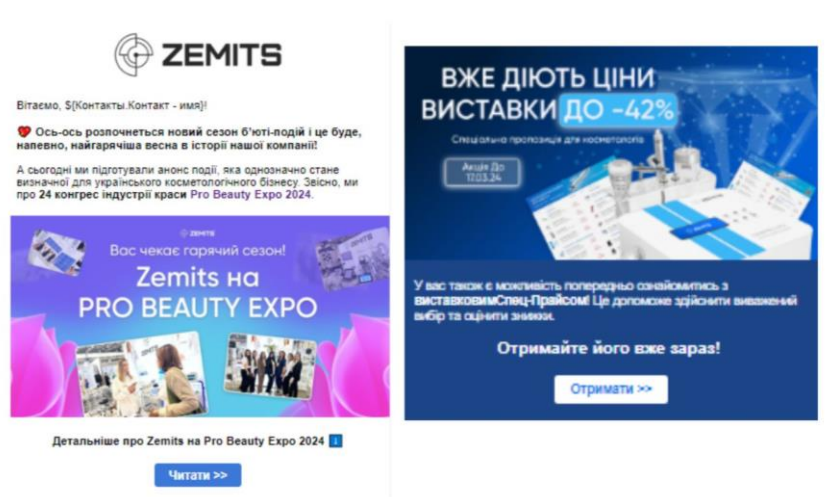 ZEMITS
Вітаємо, ${Контакты.Контакт - имя}!
Ось-ось розпочнеться новий сезон б'юті-подій і це буде,
напевно, найгарячіша весна в історії нашої компанії!
А сьогодні ми підготували анонс події, яка однозначно стане
визначної для українського косметологічного бізнесу. Звісно, ми
про 24 конгрес індустрії краси Pro Beauty Expo 2024.
ZEMITS
Вас чекає гарячий сезон!
Zemits на
PRO BEAUTY EXPO
Детальніше про Zemits на Pro Beauty Expo 2024
Читати >>
ВЖЕ ДІЮТЬ ЦІНИ
ВИСТАВКИ ДО -42%
Спеціальна пропозиція для косметологів
Акція До
17.03.24
У вас також є можливість попередньо ознайомитись з
виставковимСпец-Прайсом! Це допоможе здійснити виважений
вибір та оцінити знижки.
Отримайте його вже зараз!
Отримати >>